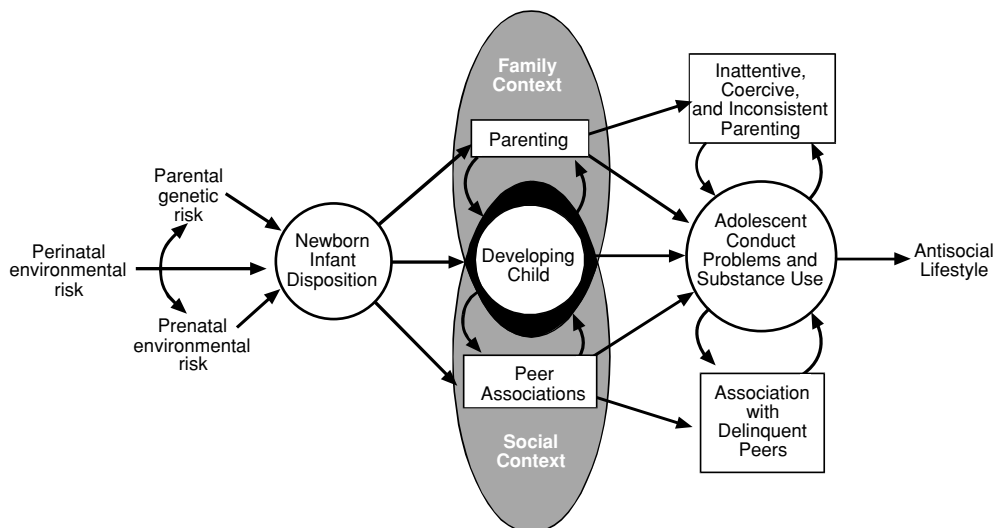 Family
Context
Parenting
Inattentive,
Coercive,
and Inconsistent
Parenting
Parental
genetic
risk
Perinatal
environmental
risk
Prenatal
environmental
risk
Newborn
Infant
Disposition
Developing
Child
Adolescent
Conduct
Problems and
Substance Use
Antisocial
Lifestyle
Peer
Associations
Association
with
Delinquent
Peers
Social
Context